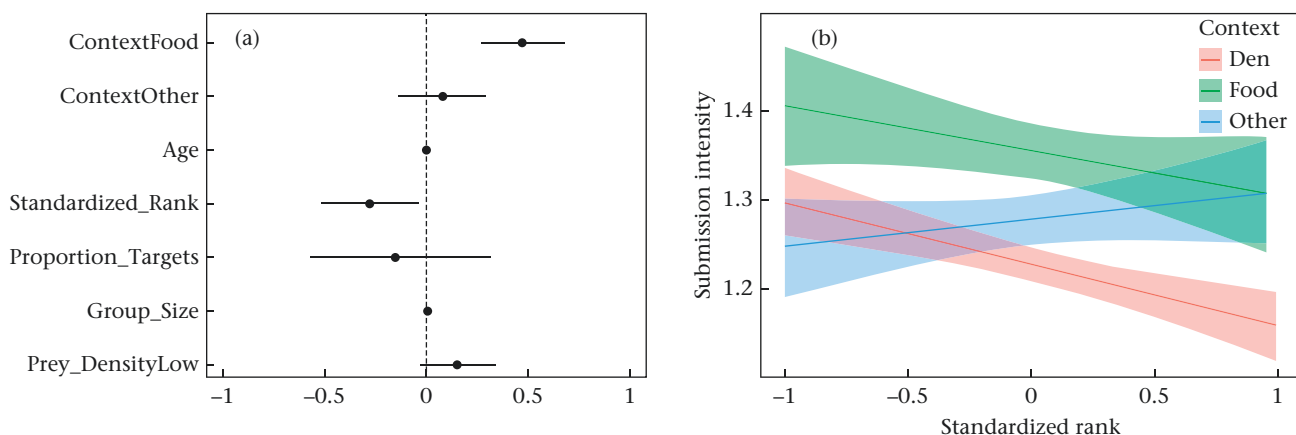 (a)
ContextFood
ContextOther
Age
Standardized_Rank
Proportion_Targets
Group_Size
Prey_DensityLow
–1 –0.5 0 0.5 1
(b)
Context
Den
Food
Other
Submission intensity
1.4
1.3
1.2
–1 –0.5 0 0.5 1
Standardized rank